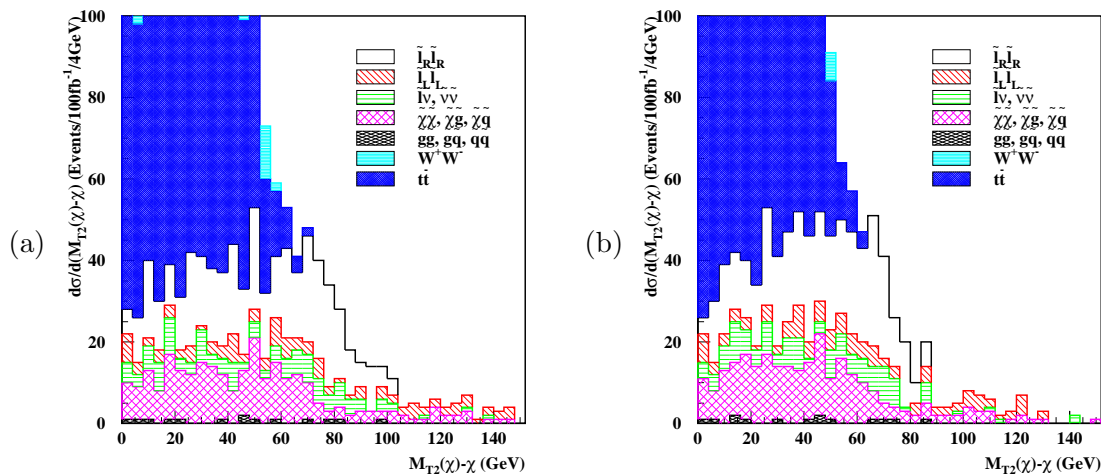 (a)
dσ/d(M_T2(χ)-χ) (Events/100fb⁻¹/4GeV)
100
80
60
40
20
0
l̃_R l̃_R
l̃_L l̃_L
l̃ν̃, ν̃ν̃
χ̃χ̃, χ̃g̃, χ̃q̃
g̃g̃, g̃q̃, q̃q̃
W⁺W⁻
tt̄
0 20 40 60 80 100 120 140
M_T2(χ)-χ (GeV)
(b)
dσ/d(M_T2(χ)-χ) (Events/100fb⁻¹/4GeV)
100
80
60
40
20
0
l̃_R l̃_R
l̃_L l̃_L
l̃ν̃, ν̃ν̃
χ̃χ̃, χ̃g̃, χ̃q̃
g̃g̃, g̃q̃, q̃q̃
W⁺W⁻
tt̄
0 20 40 60 80 100 120 140
M_T2(χ)-χ (GeV)